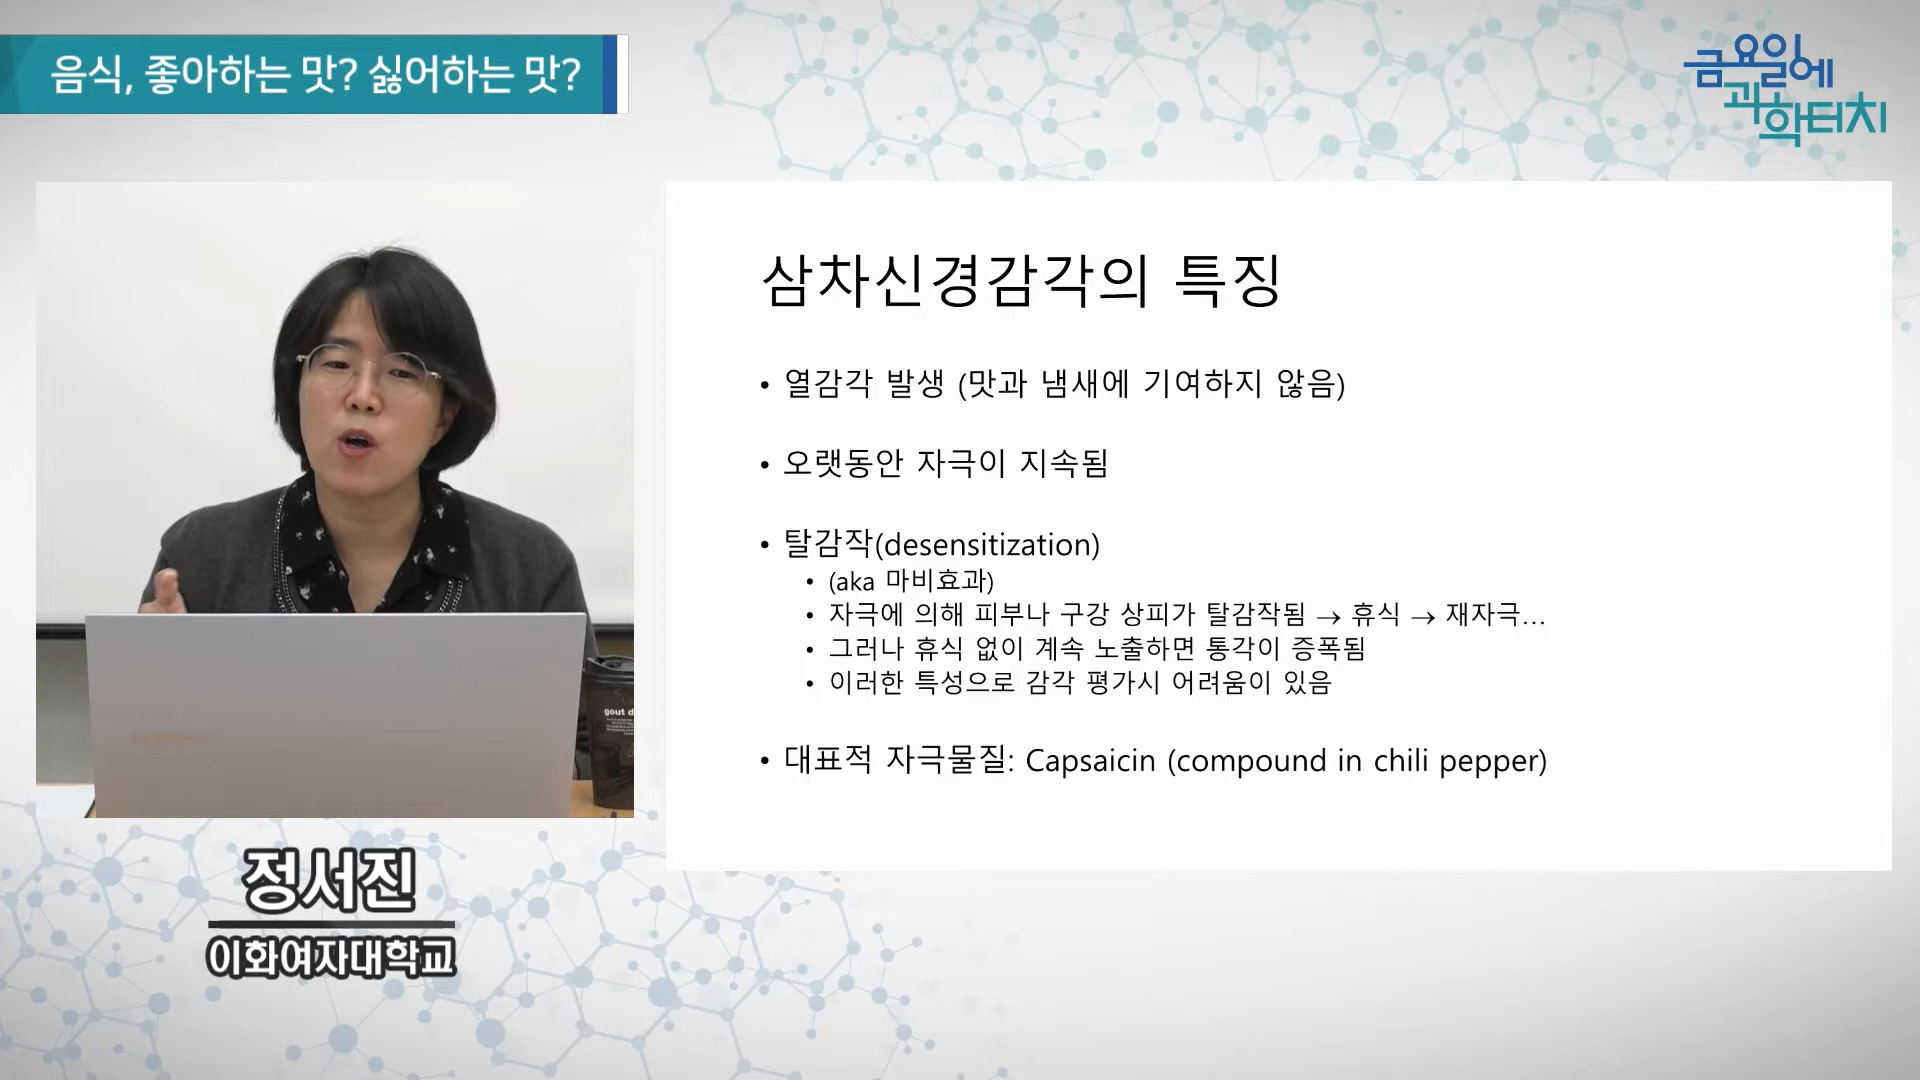 음식, 좋아하는 맛? 싫어하는 맛?
금요일에
과학터치
삼차신경감각의 특징
• 열감각 발생 (맛과 냄새에 기여하지 않음)
• 오랫동안 자극이 지속됨
• 탈감작(desensitization)
• (aka 마비효과)
• 자극에 의해 피부나 구강 상피가 탈감작됨 → 휴식 → 재자극...
• 그러나 휴식 없이 계속 노출하면 통각이 증폭됨
• 이러한 특성으로 감각 평가시 어려움이 있음
• 대표적 자극물질: Capsaicin (compound in chili pepper)
gout d
정서진
이화여자대학교